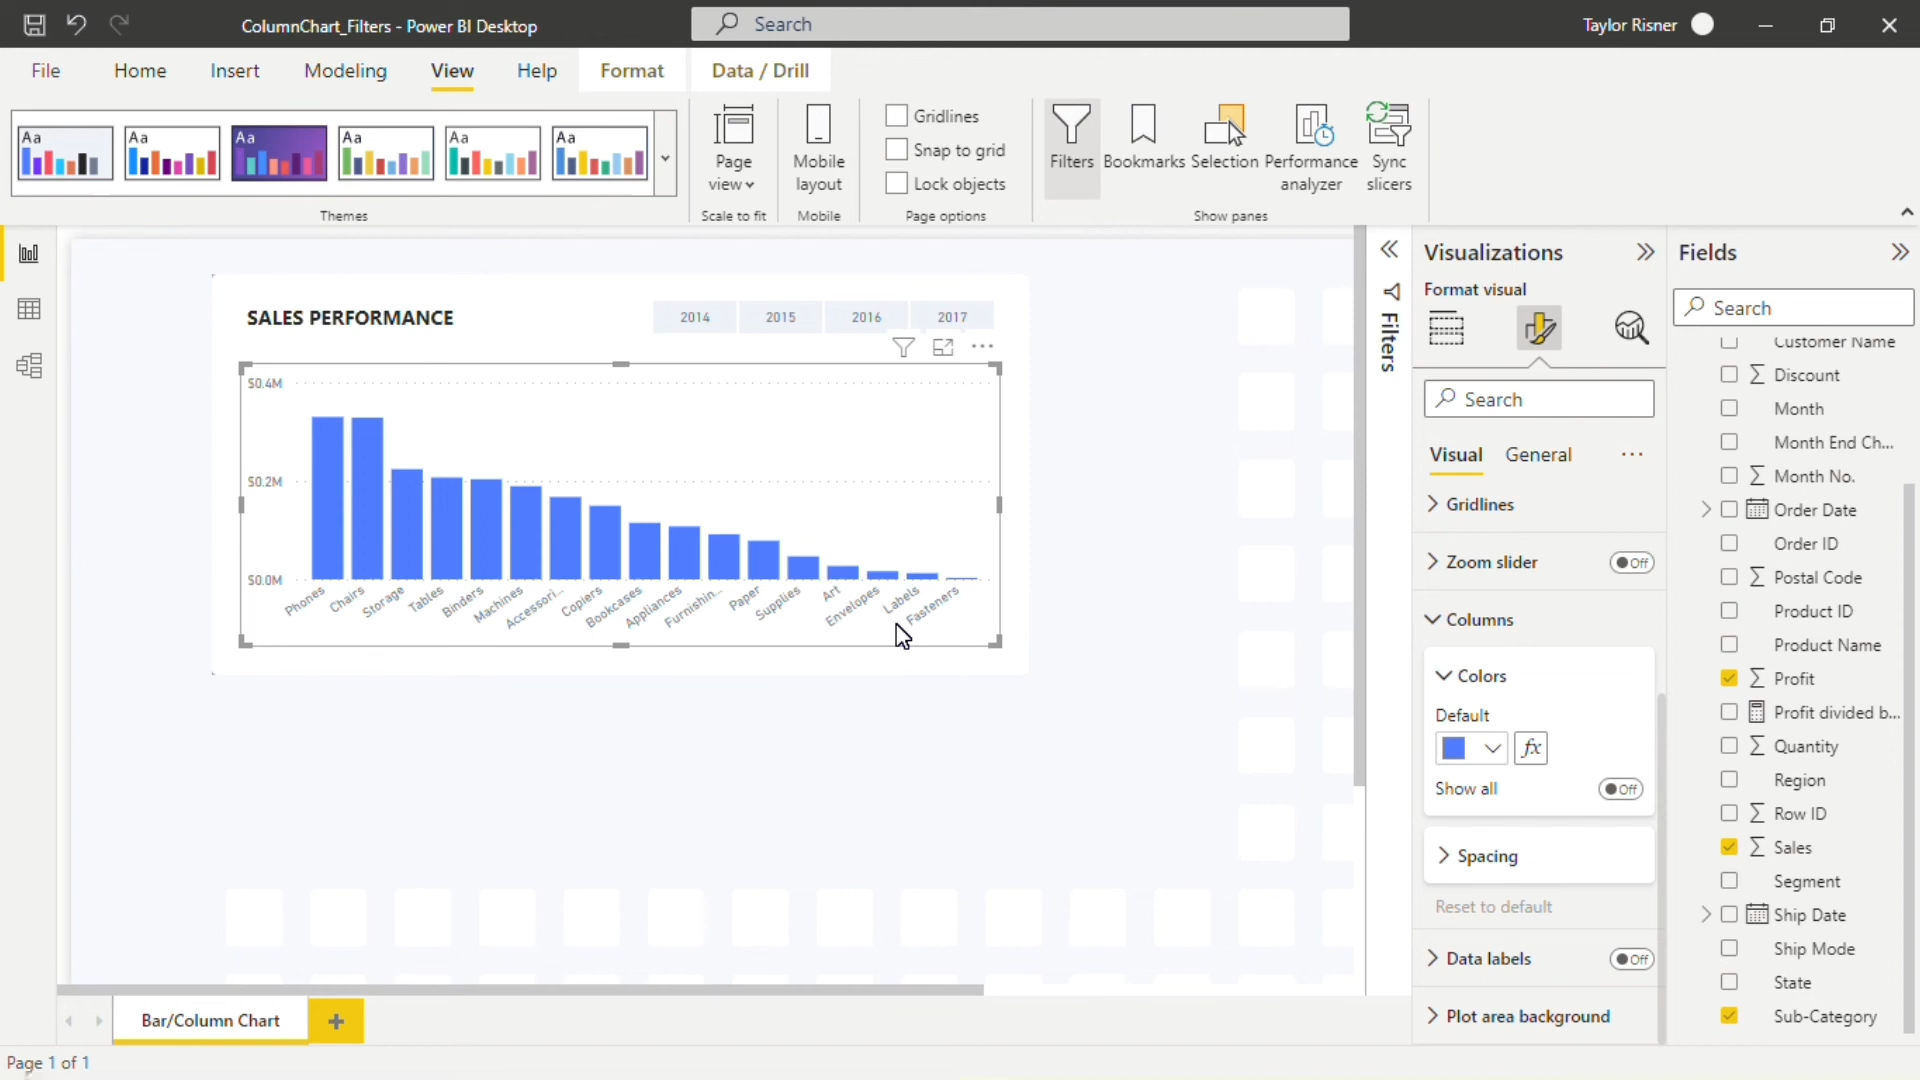 ColumnChart_Filters - Power BI Desktop
Search
Taylor Risner
File
Home
Insert
Modeling
View
Help
Format
Data / Drill
Aa
Aa
Aa
Aa
Aa
Aa
Themes
Page
view
Scale to fit
Mobile
layout
Mobile
Gridlines
Snap to grid
Lock objects
Page options
Filters
Bookmarks
Selection
Performance
analyzer
Sync
slicers
Show panes
SALES PERFORMANCE
2014
2015
2016
2017
$0.4M
$0.2M
$0.0M
Phones
Chairs
Storage
Tables
Binders
Machines
Accessori...
Copiers
Bookcases
Appliances
Furnishin...
Paper
Supplies
Art
Envelopes
Labels
Fasteners
Filters
Visualizations
Format visual
Search
Visual
General
Gridlines
Zoom slider
Off
Columns
Colors
Default
fx
Show all
Off
Spacing
Reset to default
Data labels
Off
Plot area background
Fields
Search
Customer Name
Discount
Month
Month End Ch...
Month No.
Order Date
Order ID
Postal Code
Product ID
Product Name
Profit
Profit divided b...
Quantity
Region
Row ID
Sales
Segment
Ship Date
Ship Mode
State
Sub-Category
Bar/Column Chart
Page 1 of 1